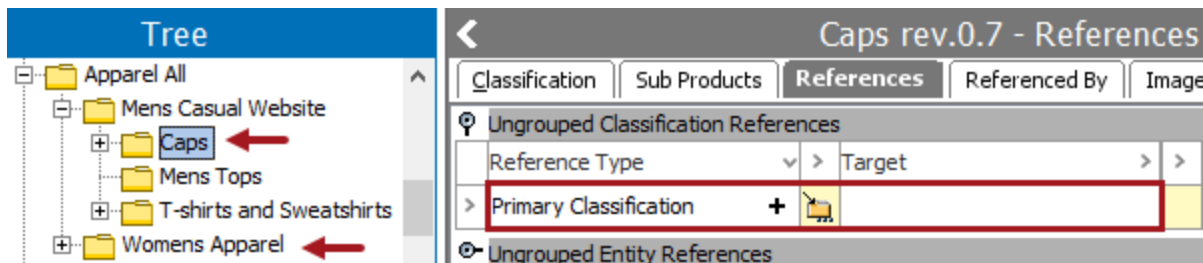 Tree
Apparel All
Mens Casual Website
Caps
Mens Tops
T-shirts and Sweatshirts
Womens Apparel
Caps rev.0.7 - References
Classification Sub Products References Referenced By Image
Ungrouped Classification References
Reference Type > Target > >
> Primary Classification +
Ungrouped Entity References